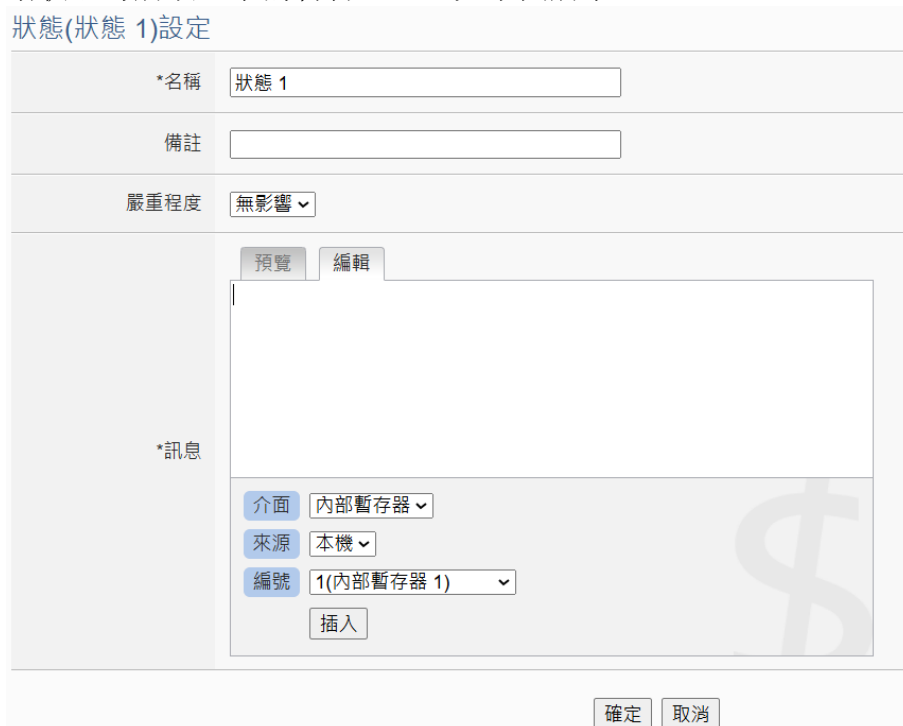 狀態(狀態 1)設定
*名稱 狀態 1
備註
嚴重程度 無影響
預覽 編輯
*訊息
介面 內部暫存器
來源 本機
編號 1(內部暫存器 1)
插入
$
確定 取消